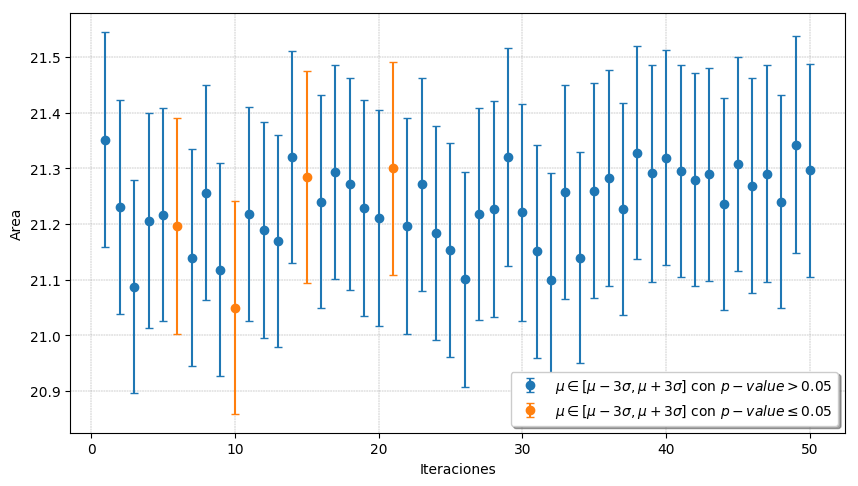 Area
21.5
21.4
21.3
21.2
21.1
21.0
20.9
0 10 20 30 40 50
Iteraciones
μ ∈ [μ − 3σ, μ + 3σ] con p − value > 0.05
μ ∈ [μ − 3σ, μ + 3σ] con p − value ≤ 0.05